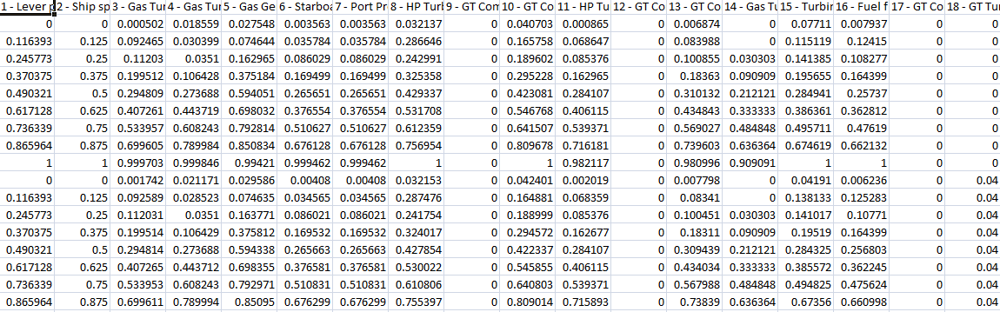 1 - Lever p 2 - Ship sp 3 - Gas Tur 4 - Gas Tur 5 - Gas Ge 6 - Starboa 7 - Port Pr 8 - HP Turb 9 - GT Com 10 - GT Co 11 - HP Tu 12 - GT Co 13 - GT Co 14 - Gas Tu 15 - Turbin 16 - Fuel f 17 - GT Co 18 - GT Tur
0 0 0.000502 0.018559 0.027548 0.003563 0.003563 0.032137 0 0.040703 0.000865 0 0.006874 0 0.07711 0.007937 0 0
0.116393 0.125 0.092465 0.030399 0.074644 0.035784 0.035784 0.286646 0 0.165758 0.068647 0 0.083988 0 0.115119 0.12415 0 0
0.245773 0.25 0.11203 0.0351 0.162965 0.086029 0.086029 0.242991 0 0.189602 0.085376 0 0.100855 0.030303 0.141385 0.108277 0 0
0.370375 0.375 0.199512 0.106428 0.375184 0.169499 0.169499 0.325358 0 0.295228 0.162965 0 0.18363 0.090909 0.195655 0.164399 0 0
0.490321 0.5 0.294809 0.273688 0.594051 0.265651 0.265651 0.429337 0 0.423081 0.284107 0 0.310132 0.212121 0.284941 0.25737 0 0
0.617128 0.625 0.407261 0.443719 0.698032 0.376554 0.376554 0.531708 0 0.546768 0.406115 0 0.434843 0.333333 0.386361 0.362812 0 0
0.736339 0.75 0.533957 0.608243 0.792814 0.510627 0.510627 0.612359 0 0.641507 0.539371 0 0.569027 0.484848 0.495711 0.47619 0 0
0.865964 0.875 0.699605 0.789984 0.850834 0.676128 0.676128 0.756954 0 0.809678 0.716181 0 0.739603 0.636364 0.674619 0.662132 0 0
1 1 0.999703 0.999846 0.99421 0.999462 0.999462 1 0 1 0.982117 0 0.980996 0.909091 1 1 0 0
0 0 0.001742 0.021171 0.029586 0.00408 0.00408 0.032153 0 0.042401 0.002019 0 0.007798 0 0.04191 0.006236 0 0.04
0.116393 0.125 0.092589 0.028523 0.074635 0.034565 0.034565 0.287476 0 0.164881 0.068359 0 0.08341 0 0.138133 0.125283 0 0.04
0.245773 0.25 0.112031 0.0351 0.163771 0.086021 0.086021 0.241754 0 0.188999 0.085376 0 0.100451 0.030303 0.141017 0.10771 0 0.04
0.370375 0.375 0.199514 0.106429 0.375812 0.169532 0.169532 0.324017 0 0.294572 0.162677 0 0.18311 0.090909 0.19519 0.164399 0 0.04
0.490321 0.5 0.294814 0.273688 0.594338 0.265663 0.265663 0.427854 0 0.422337 0.284107 0 0.309439 0.212121 0.284325 0.256803 0 0.04
0.617128 0.625 0.407265 0.443712 0.698355 0.376581 0.376581 0.530022 0 0.545855 0.406115 0 0.434034 0.333333 0.385572 0.362245 0 0.04
0.736339 0.75 0.533953 0.608243 0.792971 0.510831 0.510831 0.610806 0 0.640803 0.539371 0 0.567988 0.484848 0.494825 0.475624 0 0.04
0.865964 0.875 0.699611 0.789994 0.85095 0.676299 0.676299 0.755397 0 0.809014 0.715893 0 0.73839 0.636364 0.67356 0.660998 0 0.04